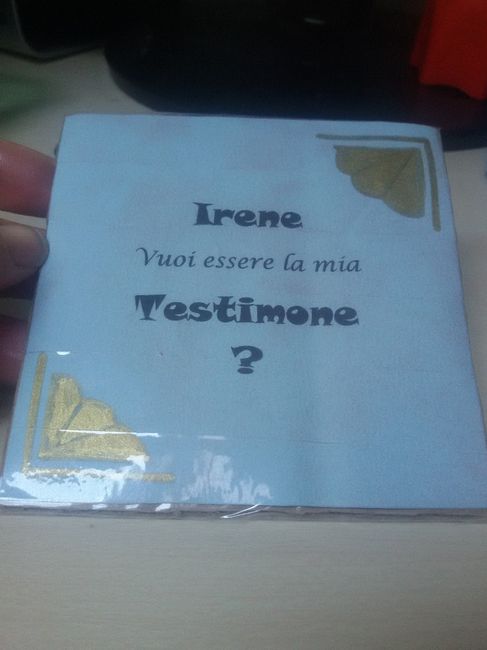 Irene
Vuoi essere la mia
Testimone
?